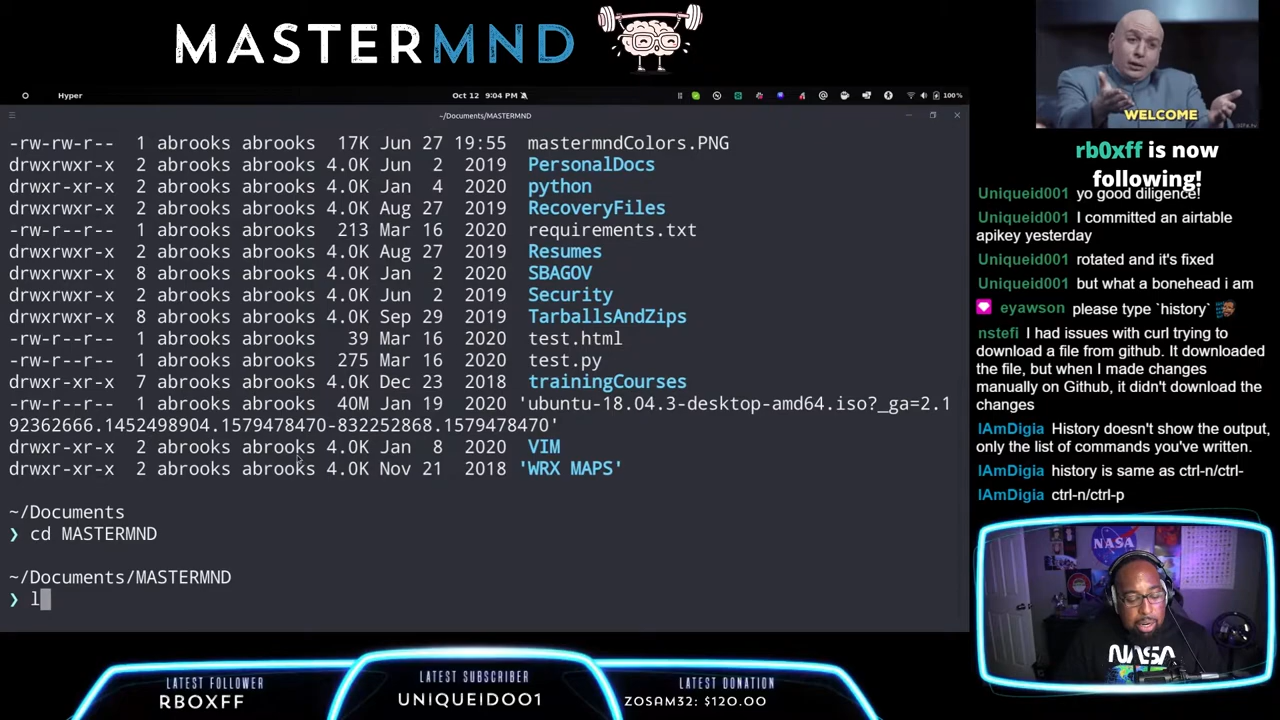 MASTERMND
WELCOME
Hyper
Oct 12 9:04 PM
100%
~/Documents/MASTERMND
-rw-rw-r-- 1 abrooks abrooks 17K Jun 27 19:55 mastermndColors.PNG
drwxrwxr-x 2 abrooks abrooks 4.0K Jun 2 2019 PersonalDocs
drwxr-xr-x 2 abrooks abrooks 4.0K Jan 4 2020 python
drwxrwxr-x 2 abrooks abrooks 4.0K Aug 27 2019 RecoveryFiles
-rw-r--r-- 1 abrooks abrooks 213 Mar 16 2020 requirements.txt
drwxrwxr-x 2 abrooks abrooks 4.0K Aug 27 2019 Resumes
drwxrwxr-x 8 abrooks abrooks 4.0K Jan 2 2020 SBAGOV
drwxrwxr-x 2 abrooks abrooks 4.0K Jun 2 2019 Security
drwxrwxr-x 8 abrooks abrooks 4.0K Sep 29 2019 TarballsAndZips
-rw-r--r-- 1 abrooks abrooks 39 Mar 16 2020 test.html
-rw-r--r-- 1 abrooks abrooks 275 Mar 16 2020 test.py
drwxr-xr-x 7 abrooks abrooks 4.0K Dec 23 2018 trainingCourses
-rw-r--r-- 1 abrooks abrooks 40M Jan 19 2020 'ubuntu-18.04.3-desktop-amd64.iso?_ga=2.1
92362666.1452498904.1579478470-832252868.1579478470'
drwxr-xr-x 2 abrooks abrooks 4.0K Jan 8 2020 VIM
drwxr-xr-x 2 abrooks abrooks 4.0K Nov 21 2018 'WRX MAPS'
~/Documents
❯ cd MASTERMND
~/Documents/MASTERMND
❯ l
rb0xff is now
following!
Uniqueid001 yo good diligence!
Uniqueid001 I committed an airtable
apikey yesterday
Uniqueid001 rotated and it's fixed
Uniqueid001 but what a bonehead i am
eyawson please type `history`
nstefi I had issues with curl trying to
download a file from github. It downloaded
the file, but when I made changes
manually on Github, it didn't download the
changes
IAmDigia History doesn't show the output,
only the list of commands you've written.
IAmDigia history is same as ctrl-n/ctrl-
IAmDigia ctrl-n/ctrl-p
NASA
NASA
LATEST FOLLOWER
RBOXFF
LATEST SUBSCRIBER
UNIQUEID001
LATEST DONATION
ZOSAM32: $120.00